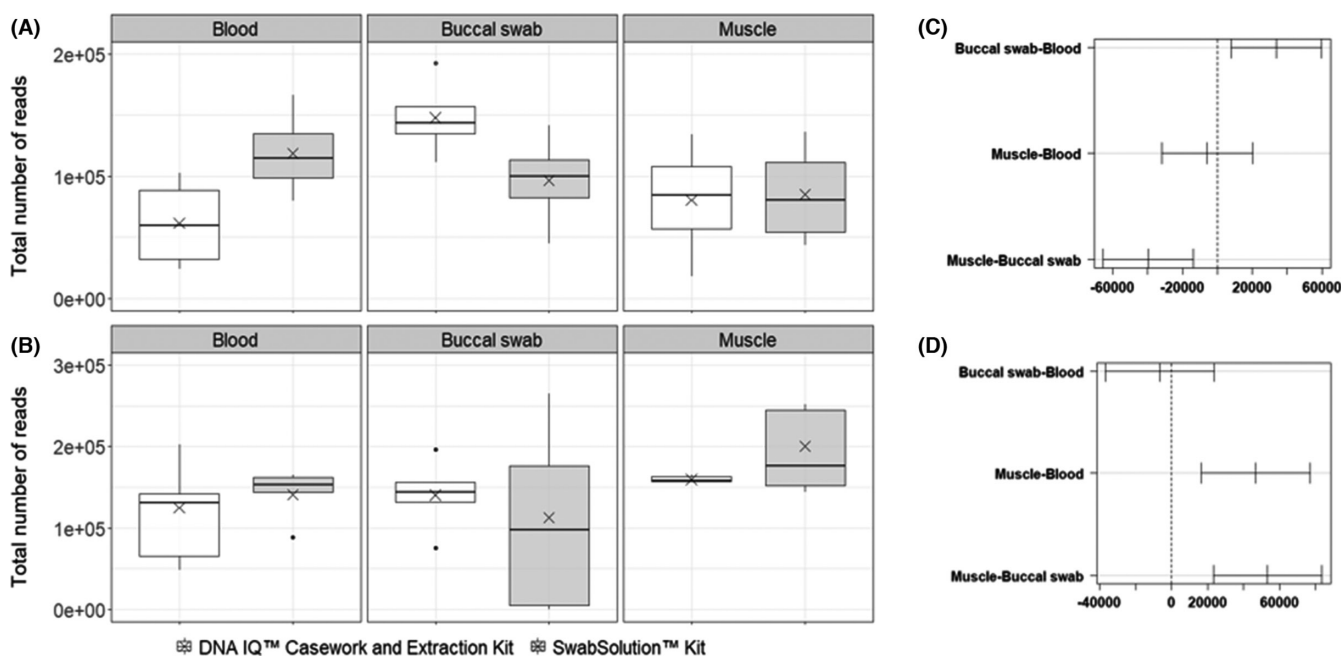 (A)
Blood
Buccal swab
Muscle
Total number of reads
2e+05
1e+05
0e+00
(B)
Blood
Buccal swab
Muscle
Total number of reads
3e+05
2e+05
1e+05
0e+00
DNA IQ™ Casework and Extraction Kit
SwabSolution™ Kit
(C)
Buccal swab-Blood
Muscle-Blood
Muscle-Buccal swab
-60000 -20000 20000 60000
(D)
Buccal swab-Blood
Muscle-Blood
Muscle-Buccal swab
-40000 0 20000 60000